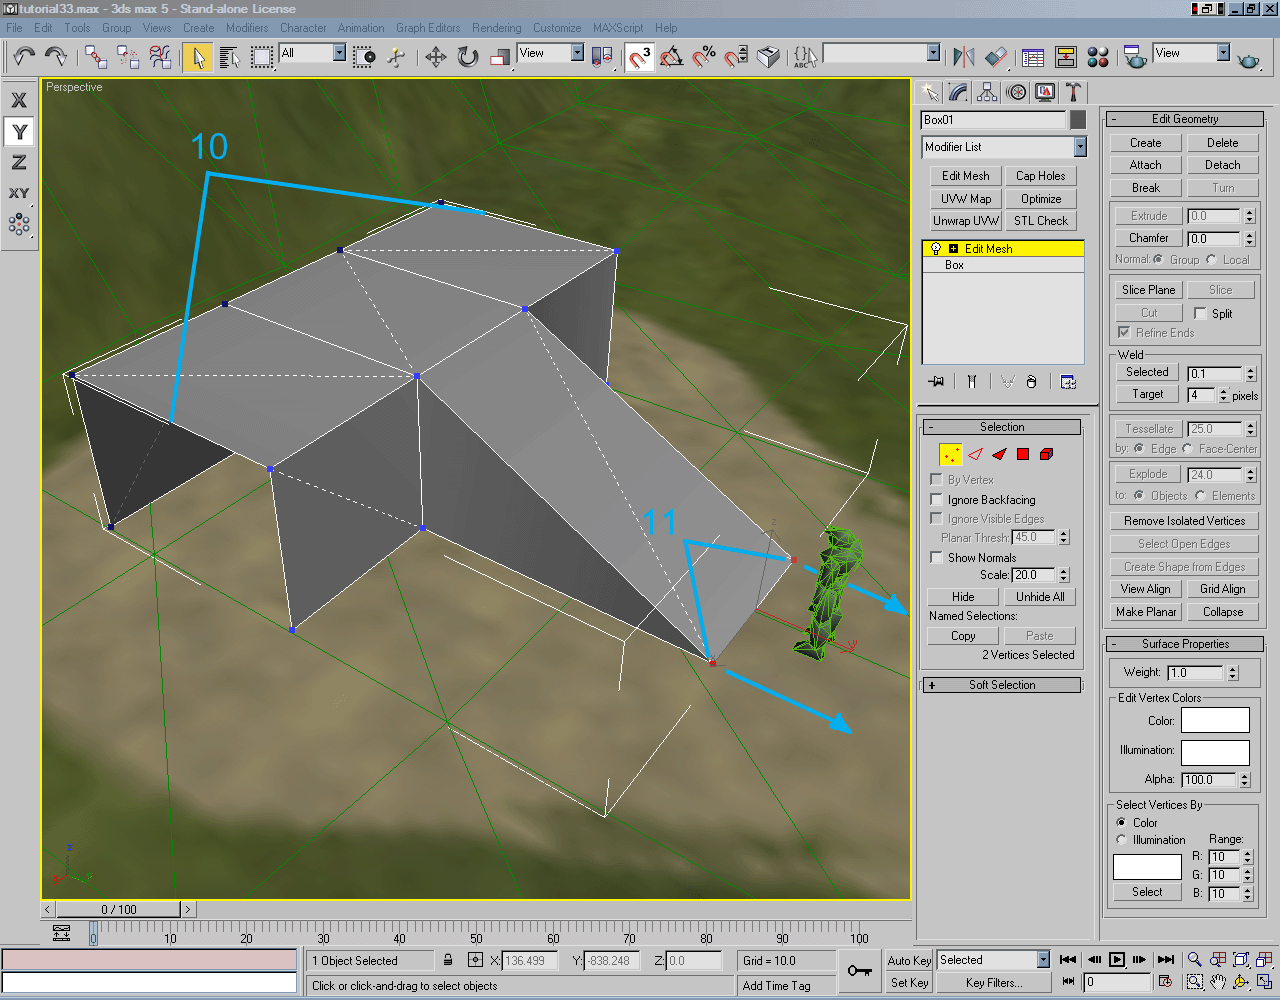 tutorial33.max - 3ds max 5 - Stand-alone License
File Edit Tools Group Views Create Modifiers Character Animation Graph Editors Rendering Customize MAXScript Help
All View 3 % ABC View
X
Y
Z
XY
Perspective
10
11
z
y
z
Box01
Modifier List
Edit Mesh Cap Holes
UVW Map Optimize
Unwrap UVW STL Check
Edit Mesh
Box
- Selection
By Vertex
Ignore Backfacing
Ignore Visible Edges
Planar Thresh: 45.0
Show Normals
Scale: 20.0
Hide Unhide All
Named Selections:
Copy Paste
2 Vertices Selected
+ Soft Selection
- Edit Geometry
Create Delete
Attach Detach
Break Turn
Extrude 0.0
Chamfer 0.0
Normal: Group Local
Slice Plane Slice
Cut Split
Refine Ends
Weld
Selected 0.1
Target 4 pixels
Tessellate 25.0
by: Edge Face-Center
Explode 24.0
to: Objects Elements
Remove Isolated Vertices
Select Open Edges
Create Shape from Edges
View Align Grid Align
Make Planar Collapse
- Surface Properties
Weight: 1.0
Edit Vertex Colors
Color:
Illumination:
Alpha: 100.0
Select Vertices By
Color
Illumination Range:
R: 10
G: 10
Select B: 10
< 0 / 100 >
0 10 20 30 40 50 60 70 80 90 100
1 Object Selected X: 136.499 Y: -838.248 Z: 0.0 Grid = 10.0 Auto Key Selected
Click or click-and-drag to select objects Add Time Tag Set Key Key Filters... 0